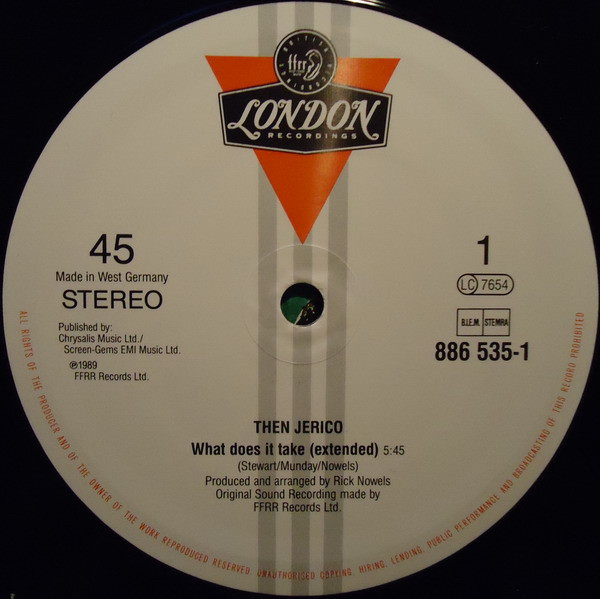 ffrr
LONDON
RECORDINGS
45
Made in West Germany
STEREO
Published by:
Chrysalis Music Ltd./
Screen-Gems EMI Music Ltd.
℗1989
FFRR Records Ltd.
1
LC 7654
B.I.E.M. STEMRA
886 535-1
THEN JERICO
What does it take (extended) 5:45
(Stewart/Munday/Nowels)
Produced and arranged by Rick Nowels
Original Sound Recording made by
FFRR Records Ltd.
ALL RIGHTS OF THE PRODUCER AND OF THE OWNER OF THE WORK REPRODUCED RESERVED UNAUTHORISED COPYING, HIRING, LENDING, PUBLIC PERFORMANCE AND BROADCASTING OF THIS RECORD PROHIBITED